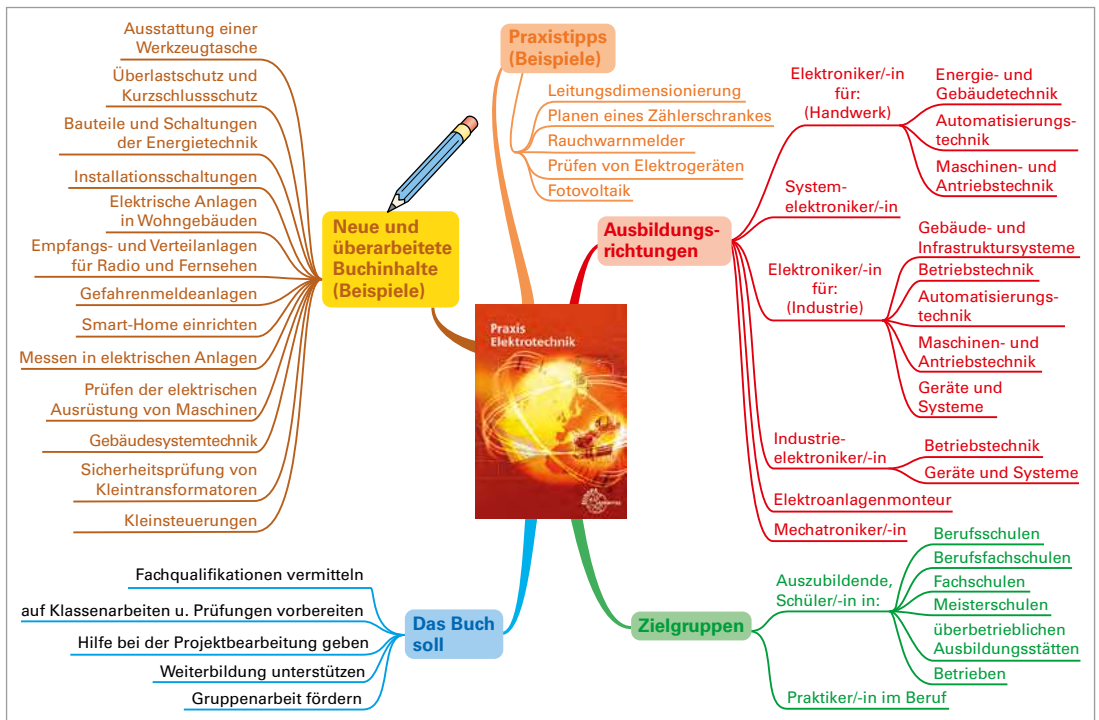 Praxistipps
(Beispiele)
Leitungsdimensionierung
Planen eines Zählerschrankes
Rauchwarnmelder
Prüfen von Elektrogeräten
Fotovoltaik
Neue und
überarbeitete
Buchinhalte
(Beispiele)
Ausstattung einer
Werkzeugtasche
Überlastschutz und
Kurzschlussschutz
Bauteile und Schaltungen
der Energietechnik
Installationsschaltungen
Elektrische Anlagen
in Wohngebäuden
Empfangs- und Verteilanlagen
für Radio und Fernsehen
Gefahrenmeldeanlagen
Smart-Home einrichten
Messen in elektrischen Anlagen
Prüfen der elektrischen
Ausrüstung von Maschinen
Gebäudesystemtechnik
Sicherheitsprüfung von
Kleintransformatoren
Kleinsteuerungen
Praxis
Elektrotechnik
Ausbildungs-
richtungen
Elektroniker/-in
für:
(Handwerk)
Energie- und
Gebäudetechnik
Automatisierungs-
technik
Maschinen- und
Antriebstechnik
System-
elektroniker/-in
Elektroniker/-in
für:
(Industrie)
Gebäude- und
Infrastruktursysteme
Betriebstechnik
Automatisierungs-
technik
Maschinen- und
Antriebstechnik
Geräte und
Systeme
Industrie-
elektroniker/-in
Betriebstechnik
Geräte und Systeme
Elektroanlagenmonteur
Mechatroniker/-in
Das Buch
soll
Fachqualifikationen vermitteln
auf Klassenarbeiten u. Prüfungen vorbereiten
Hilfe bei der Projektbearbeitung geben
Weiterbildung unterstützen
Gruppenarbeit fördern
Zielgruppen
Auszubildende,
Schüler/-in in:
Berufsschulen
Berufsfachschulen
Fachschulen
Meisterschulen
überbetrieblichen
Ausbildungsstätten
Betrieben
Praktiker/-in im Beruf